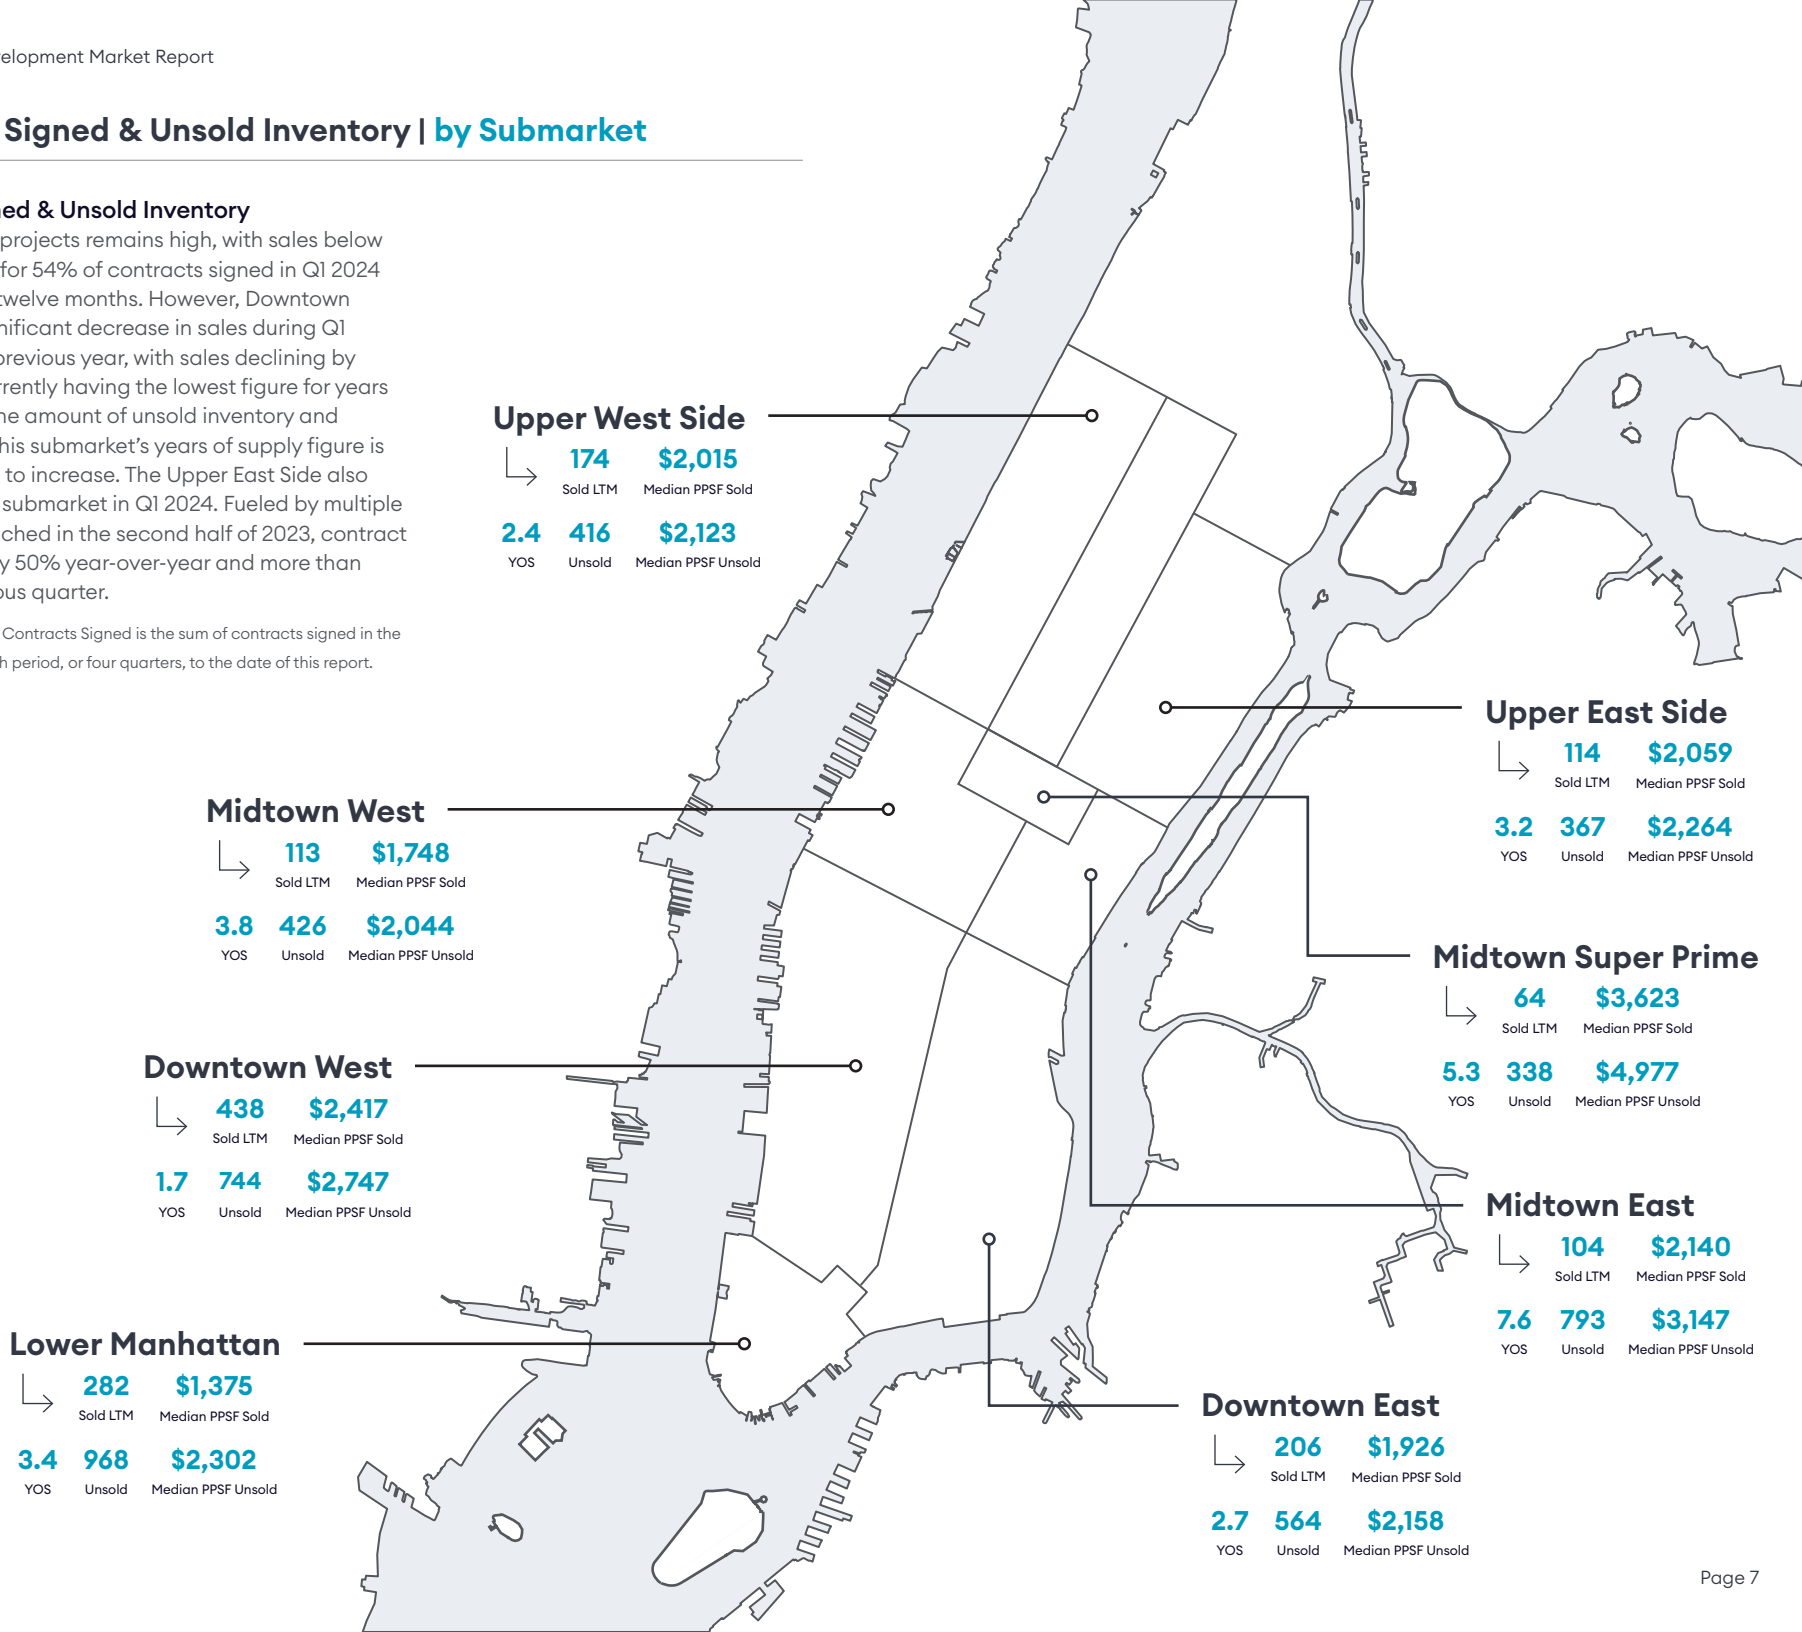 elopment Market Report
Signed & Unsold Inventory | by Submarket
ed & Unsold Inventory
projects remains high, with sales below
for 54% of contracts signed in Q1 2024
twelve months. However, Downtown
nificant decrease in sales during Q1
previous year, with sales declining by
rrently having the lowest figure for years
he amount of unsold inventory and
his submarket's years of supply figure is
to increase. The Upper East Side also
submarket in Q1 2024. Fueled by multiple
ched in the second half of 2023, contract
y 50% year-over-year and more than
ous quarter.
Contracts Signed is the sum of contracts signed in the
h period, or four quarters, to the date of this report.
Upper West Side
174 $2,015
Sold LTM Median PPSF Sold
2.4 416 $2,123
YOS Unsold Median PPSF Unsold
Upper East Side
114 $2,059
Sold LTM Median PPSF Sold
3.2 367 $2,264
YOS Unsold Median PPSF Unsold
Midtown West
113 $1,748
Sold LTM Median PPSF Sold
3.8 426 $2,044
YOS Unsold Median PPSF Unsold
Midtown Super Prime
64 $3,623
Sold LTM Median PPSF Sold
5.3 338 $4,977
YOS Unsold Median PPSF Unsold
Downtown West
438 $2,417
Sold LTM Median PPSF Sold
1.7 744 $2,747
YOS Unsold Median PPSF Unsold
Midtown East
104 $2,140
Sold LTM Median PPSF Sold
7.6 793 $3,147
YOS Unsold Median PPSF Unsold
Lower Manhattan
282 $1,375
Sold LTM Median PPSF Sold
3.4 968 $2,302
YOS Unsold Median PPSF Unsold
Downtown East
206 $1,926
Sold LTM Median PPSF Sold
2.7 564 $2,158
YOS Unsold Median PPSF Unsold
Page 7